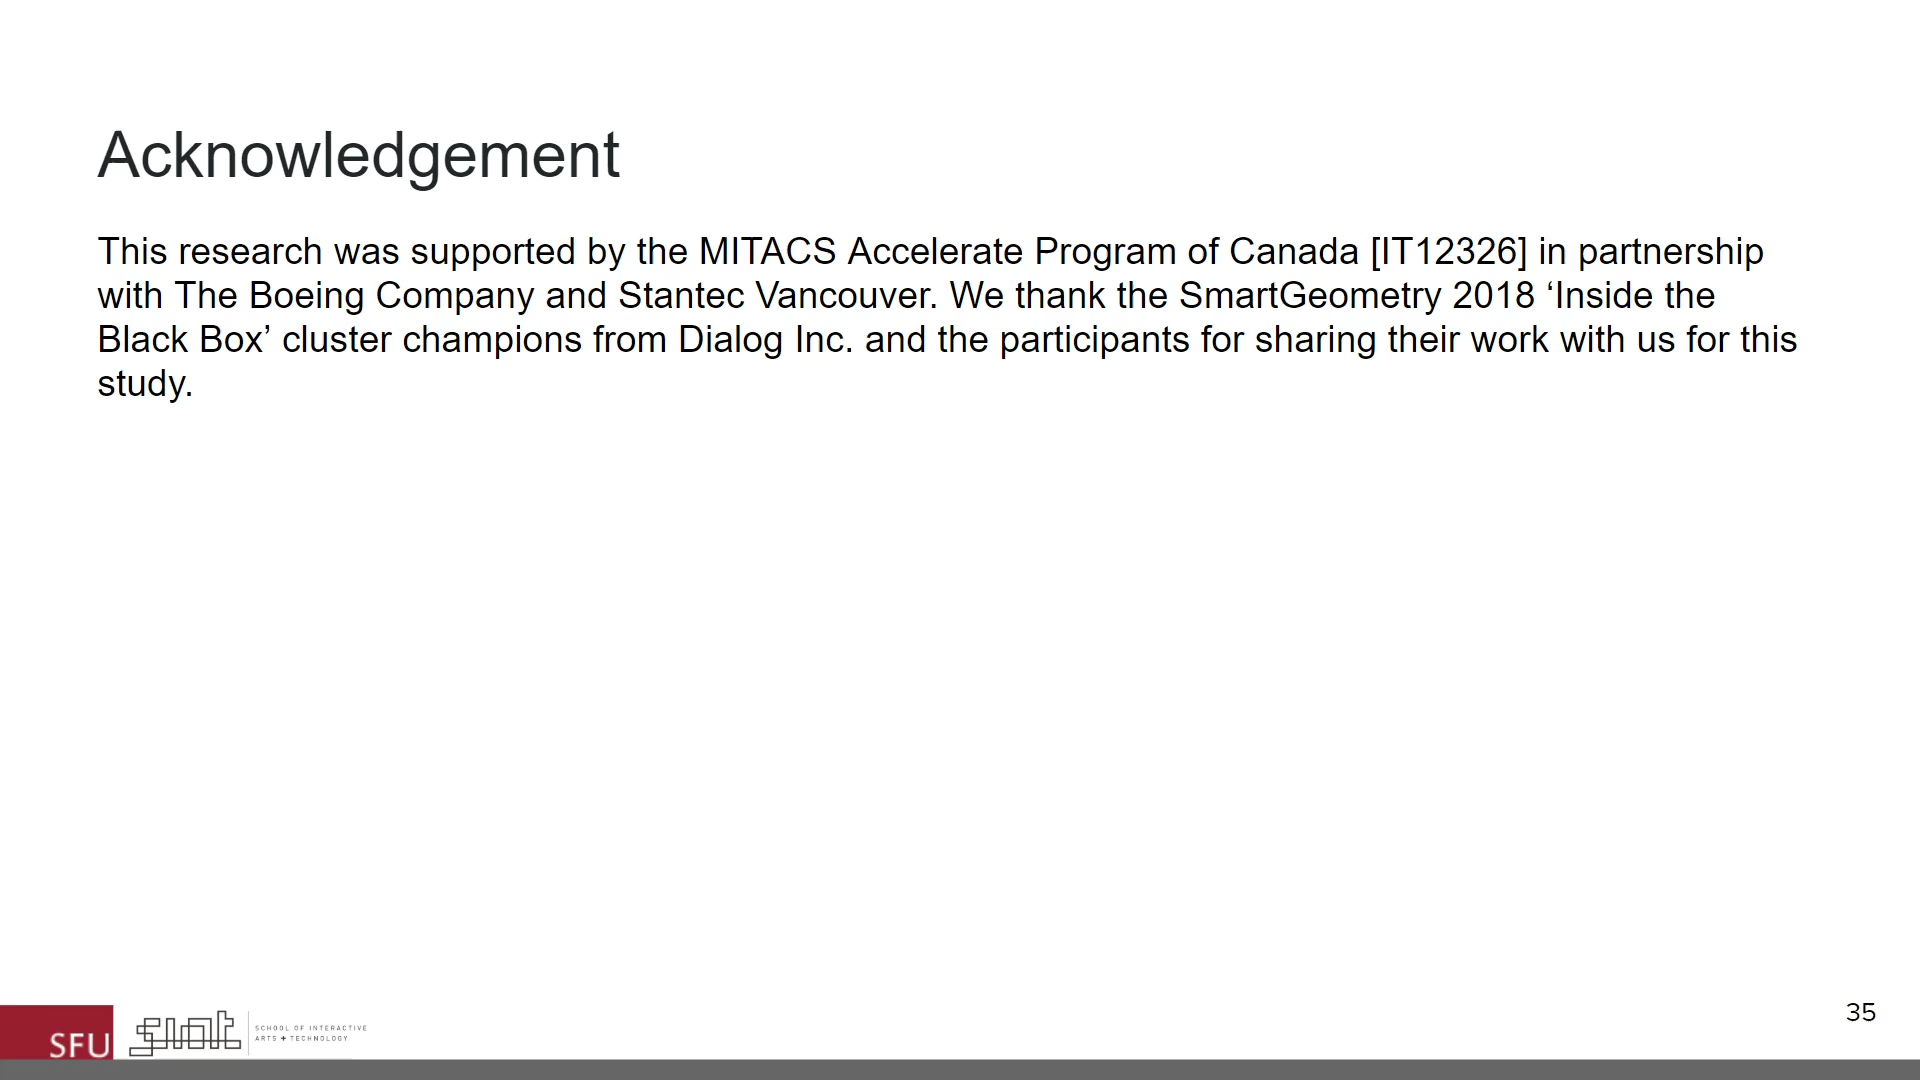 Acknowledgement
This research was supported by the MITACS Accelerate Program of Canada [IT12326] in partnership
with The Boeing Company and Stantec Vancouver. We thank the SmartGeometry 2018 ‘Inside the
Black Box’ cluster champions from Dialog Inc. and the participants for sharing their work with us for this
study.
SFU
siat
SCHOOL OF INTERACTIVE
ARTS + TECHNOLOGY
35